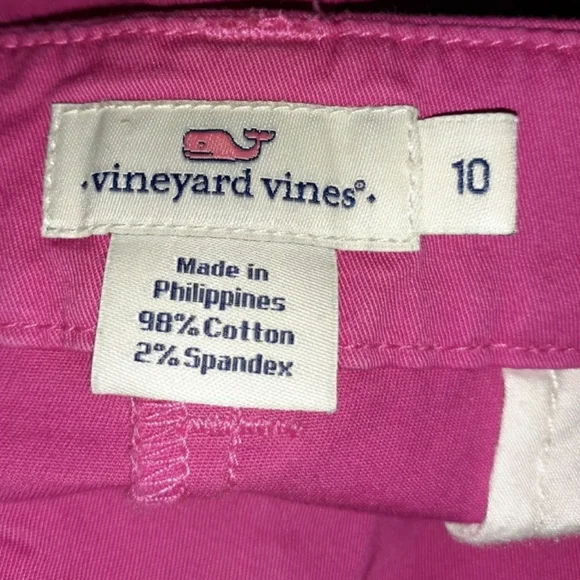 ·vineyard vines®·
10
Made in
Philippines
98% Cotton
2% Spandex